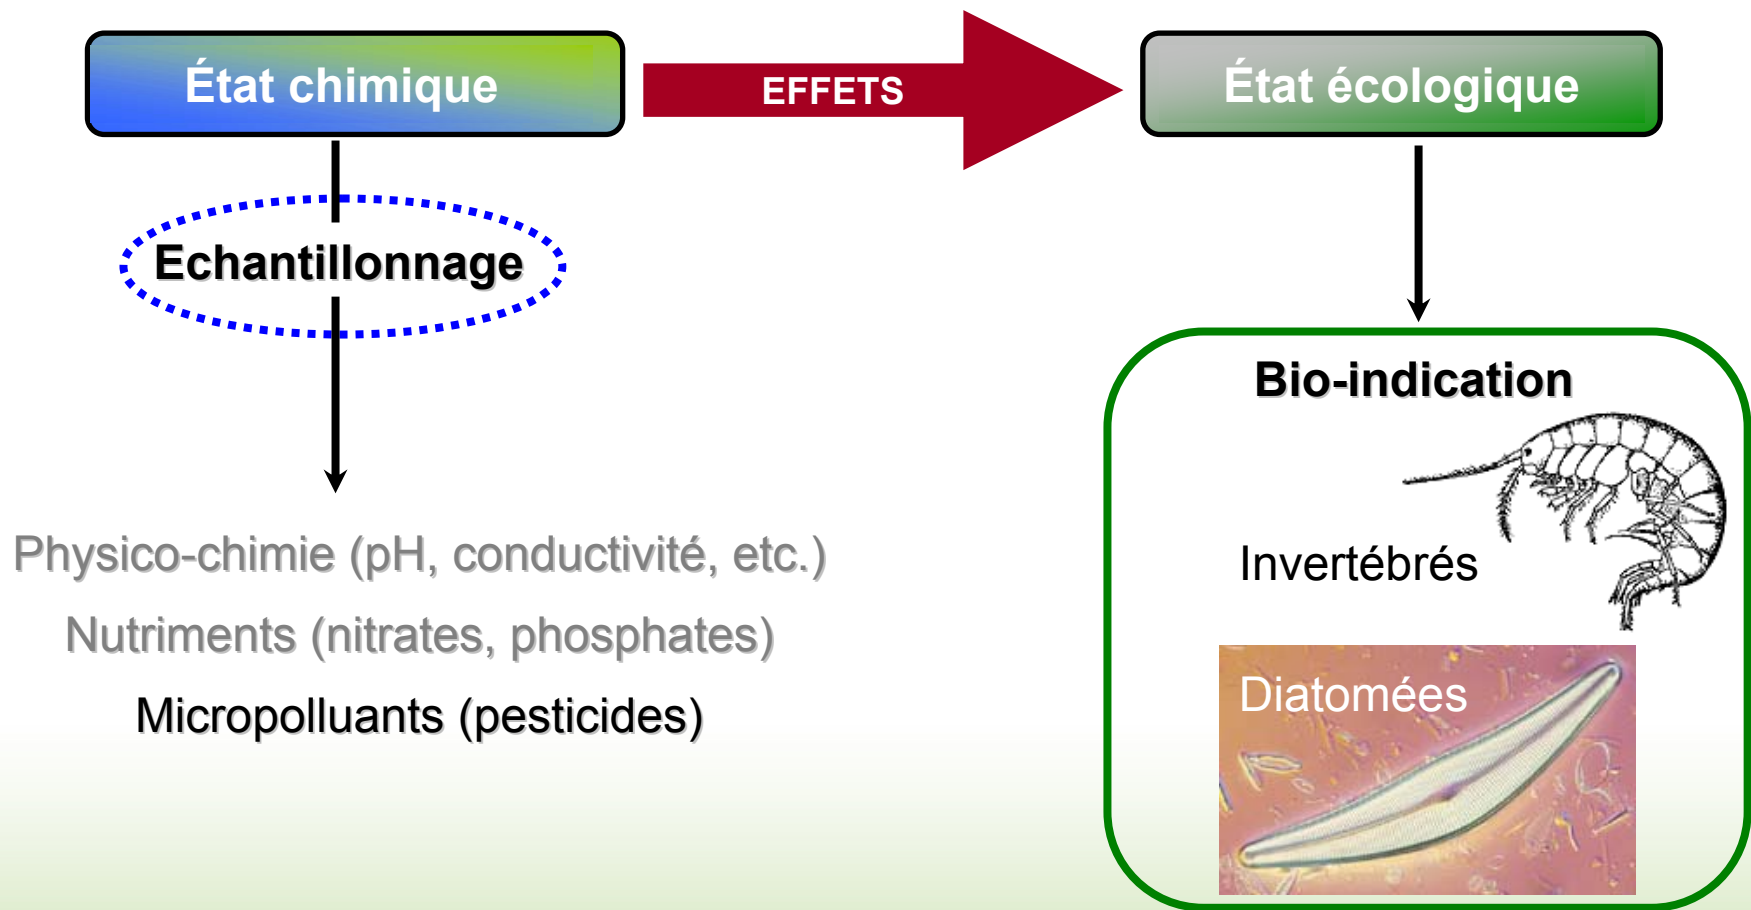 État chimique
EFFETS
État écologique
Echantillonnage
Physico-chimie (pH, conductivité, etc.)
Nutriments (nitrates, phosphates)
Micropolluants (pesticides)
Bio-indication
Invertébrés
Diatomées